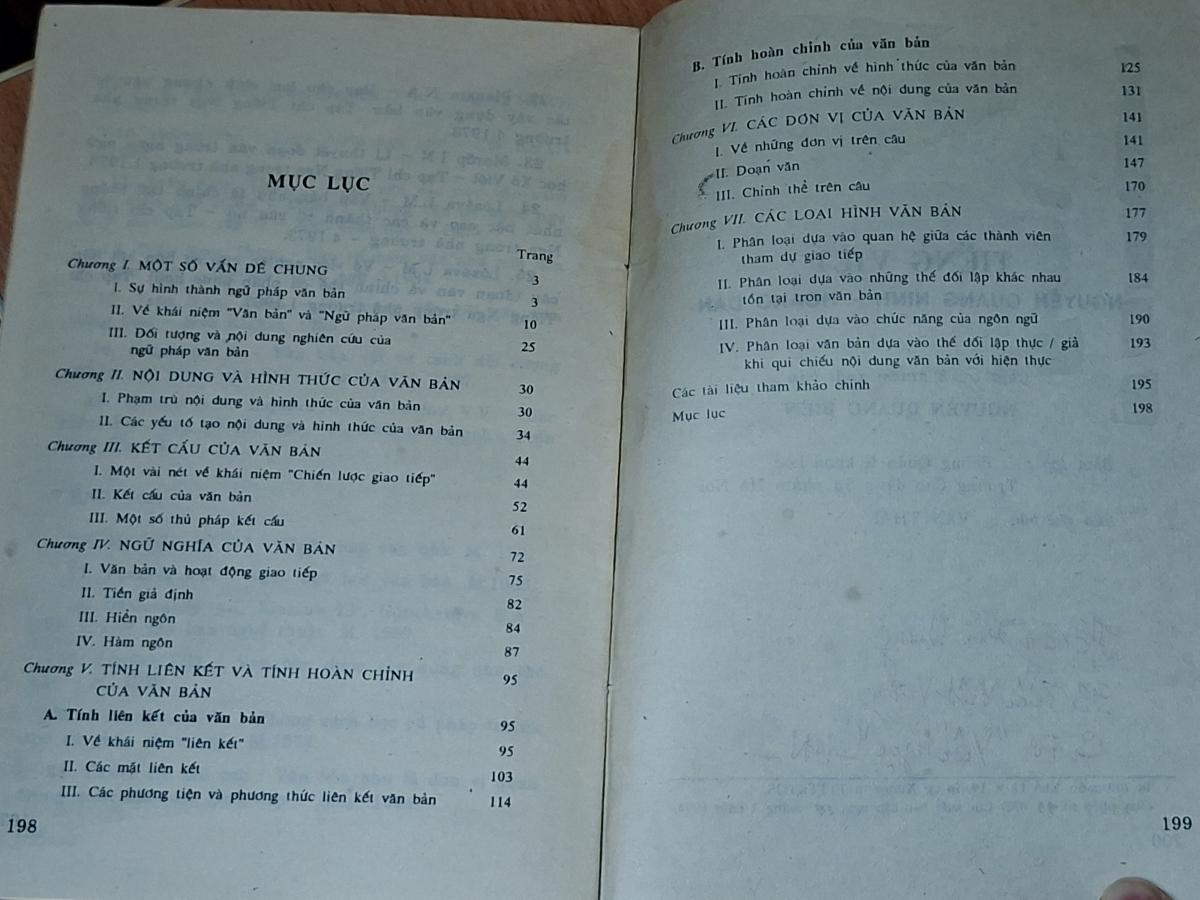 MỤC LỤC
Trang
Chương I. MỘT SỐ VẤN ĐỀ CHUNG 3
I. Sự hình thành ngữ pháp văn bản 3
II. Về khái niệm "Văn bản" và "Ngữ pháp văn bản" 10
III. Đối tượng và nội dung nghiên cứu của 25
ngữ pháp văn bản
Chương II. NỘI DUNG VÀ HÌNH THỨC CỦA VĂN BẢN 30
I. Phạm trù nội dung và hình thức của văn bản 30
II. Các yếu tố tạo nội dung và hình thức của văn bản 34
Chương III. KẾT CẤU CỦA VĂN BẢN 44
I. Một vài nét về khái niệm "Chiến lược giao tiếp" 44
II. Kết cấu của văn bản 52
III. Một số thủ pháp kết cấu 61
Chương IV. NGỮ NGHĨA CỦA VĂN BẢN 72
I. Văn bản và hoạt động giao tiếp 75
II. Tiền giả định 82
III. Hiển ngôn 84
IV. Hàm ngôn 87
Chương V. TÍNH LIÊN KẾT VÀ TÍNH HOÀN CHỈNH 95
CỦA VĂN BẢN
A. Tính liên kết của văn bản 95
I. Về khái niệm "liên kết" 95
II. Các mặt liên kết 103
III. Các phương tiện và phương thức liên kết văn bản 114
198
B. Tính hoàn chỉnh của văn bản
I. Tính hoàn chỉnh về hình thức của văn bản 125
II. Tính hoàn chỉnh về nội dung của văn bản 131
Chương VI. CÁC ĐƠN VỊ CỦA VĂN BẢN 141
I. Về những đơn vị trên câu 141
II. Đoạn văn 147
III. Chỉnh thể trên câu 170
Chương VII. CÁC LOẠI HÌNH VĂN BẢN 177
I. Phân loại dựa vào quan hệ giữa các thành viên 179
tham dự giao tiếp
II. Phân loại dựa vào những thế đối lập khác nhau 184
tồn tại tron văn bản
III. Phân loại dựa vào chức năng của ngôn ngữ 190
IV. Phân loại văn bản dựa vào thế đối lập thực / giả 193
khi qui chiếu nội dung văn bản với hiện thực
Các tài liệu tham khảo chính 195
Mục lục 198
199